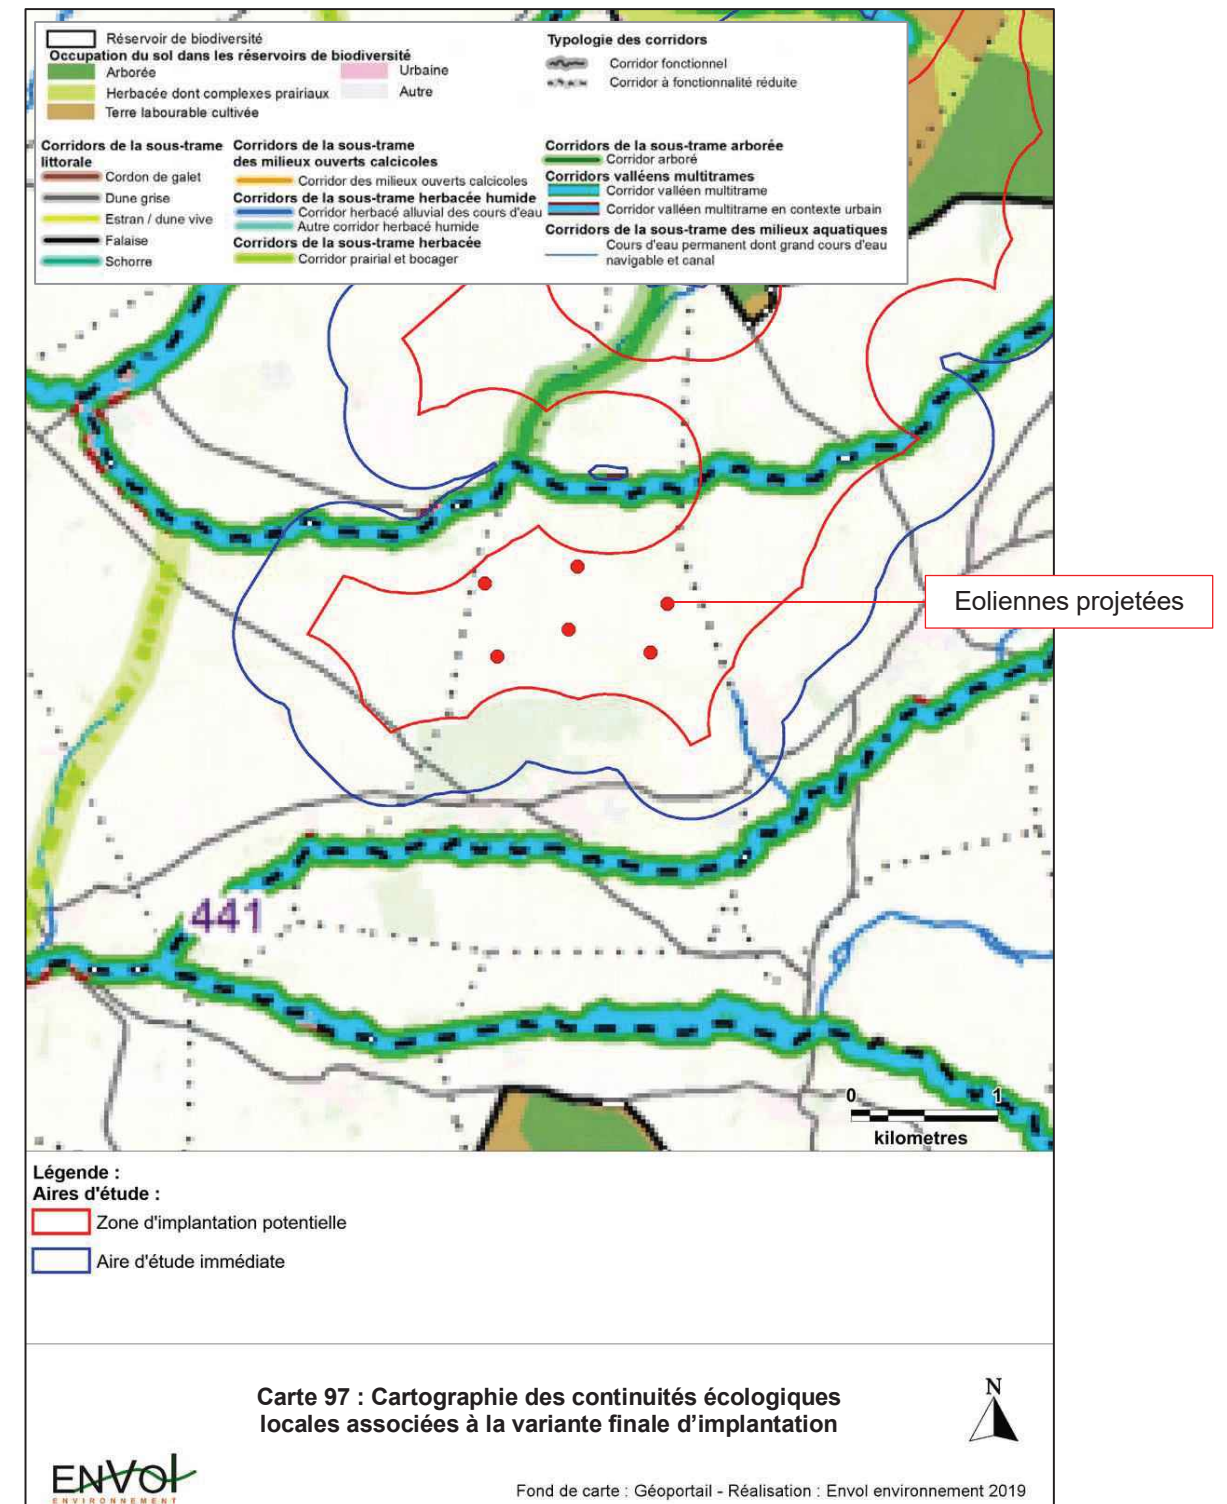 Réservoir de biodiversité
Occupation du sol dans les réservoirs de biodiversité
Arborée
Herbacée dont complexes prairiaux
Terre labourable cultivée
Urbaine
Autre
Typologie des corridors
Corridor fonctionnel
Corridor à fonctionnalité réduite
Corridors de la sous-trame
littorale
Cordon de galet
Dune grise
Estran / dune vive
Falaise
Schorre
Corridors de la sous-trame
des milieux ouverts calcicoles
Corridor des milieux ouverts calcicoles
Corridors de la sous-trame herbacée humide
Corridor herbacé alluvial des cours d'eau
Autre corridor herbacé humide
Corridors de la sous-trame herbacée
Corridor prairial et bocager
Corridors de la sous-trame arborée
Corridor arboré
Corridors valléens multitrames
Corridor valléen multitrame
Corridor valléen multitrame en contexte urbain
Corridors de la sous-trame des milieux aquatiques
Cours d'eau permanent dont grand cours d'eau
navigable et canal
Eoliennes projetées
441
0 1
kilometres
Légende :
Aires d'étude :
Zone d'implantation potentielle
Aire d'étude immédiate
Carte 97 : Cartographie des continuités écologiques
locales associées à la variante finale d’implantation
N
ENVOl
ENVIRONNEMENT
Fond de carte : Géoportail - Réalisation : Envol environnement 2019